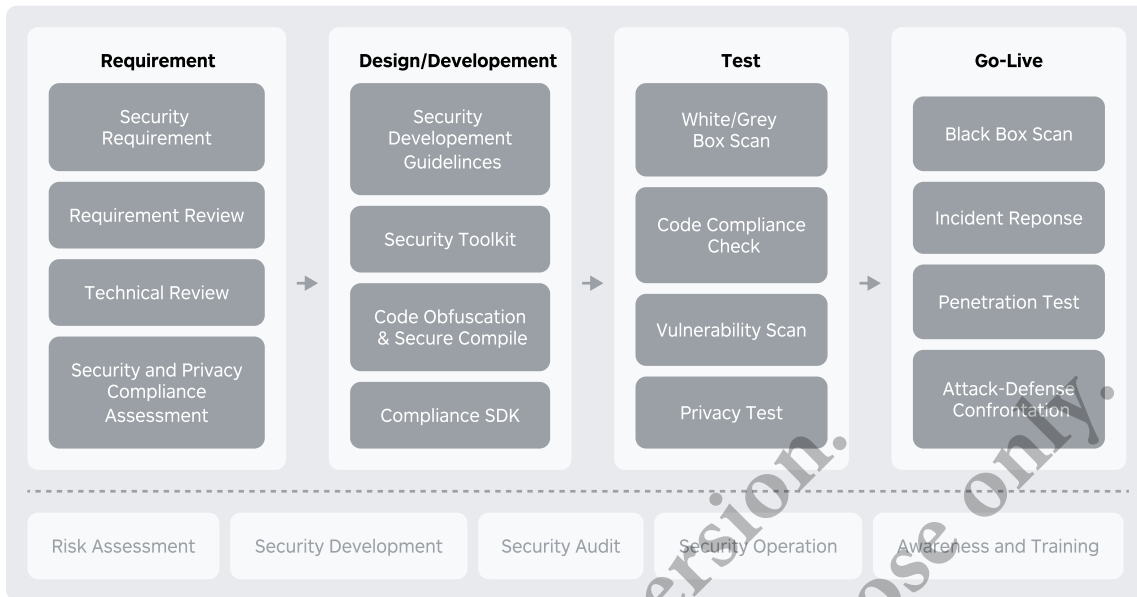 Requirement
Security
Requirement
Requirement Review
Technical Review
Security and Privacy
Compliance
Assessment
Design/Developement
Security
Developement
Guidelinces
Security Toolkit
Code Obfuscation
& Secure Compile
Compliance SDK
Test
White/Grey
Box Scan
Code Compliance
Check
Vulnerability Scan
Privacy Test
Go-Live
Black Box Scan
Incident Reponse
Penetration Test
Attack-Defense
Confrontation
Risk Assessment
Security Development
Security Audit
Security Operation
Awareness and Training
only.